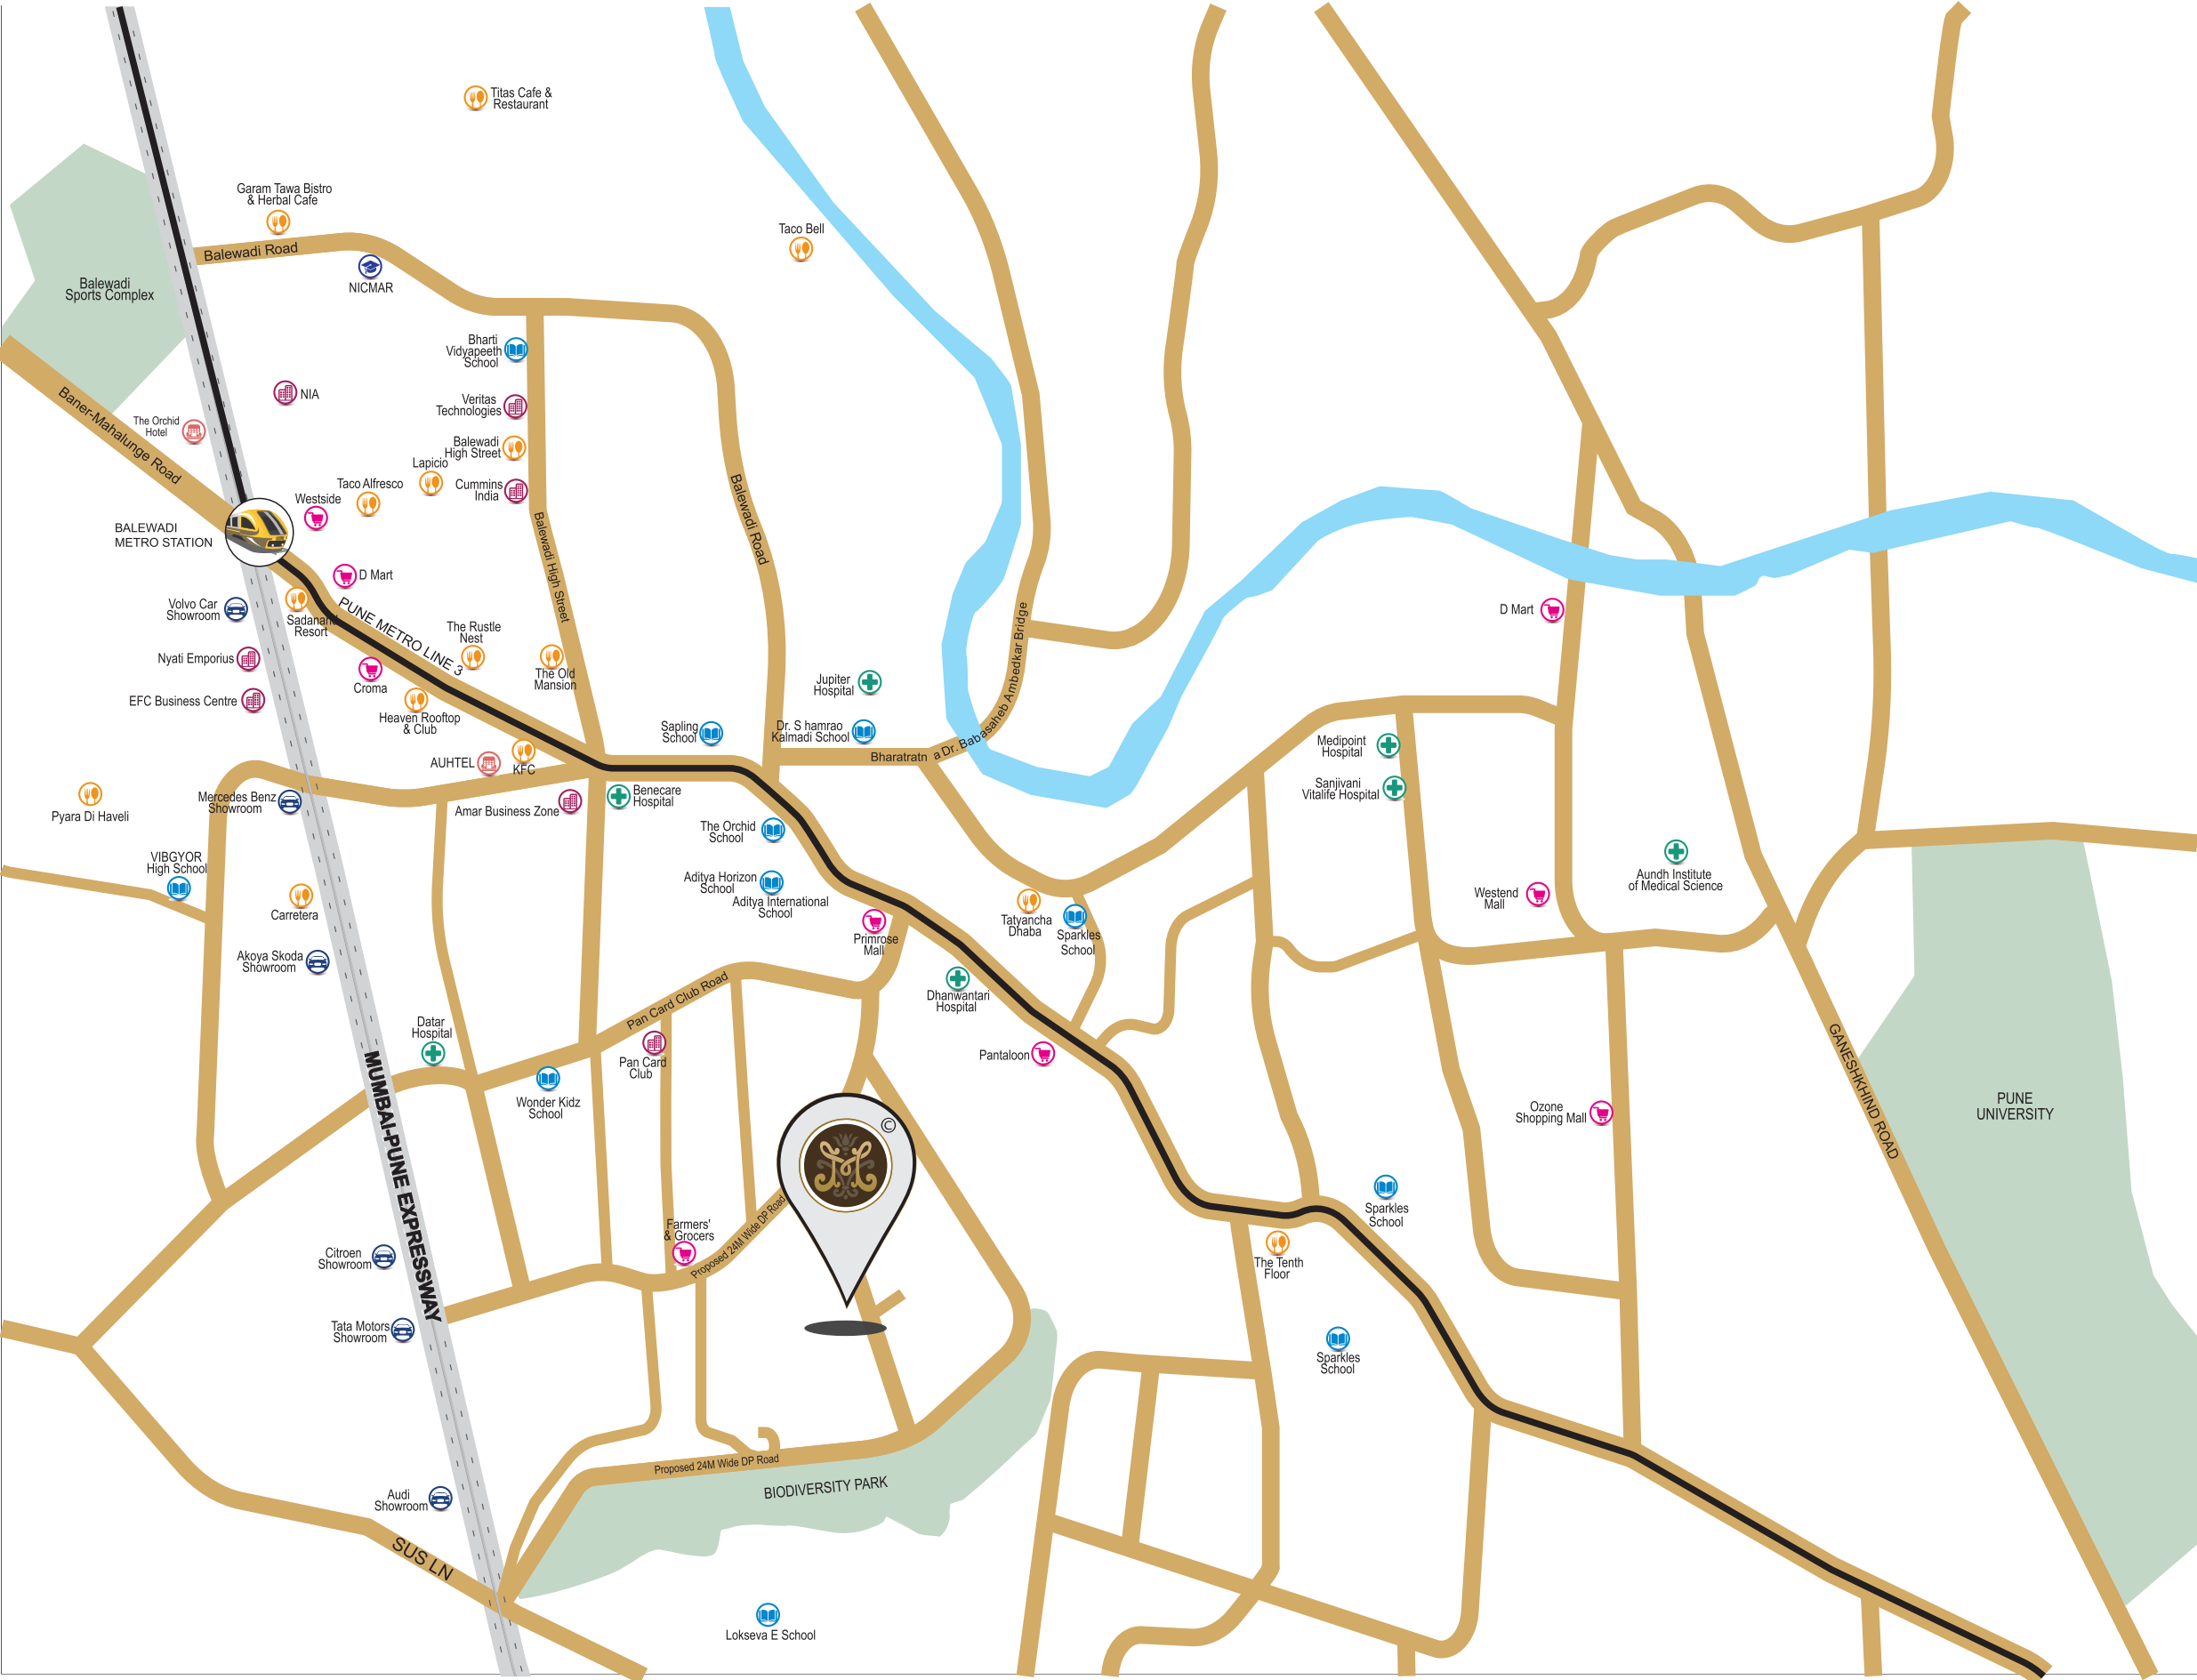 Titas Cafe &
Restaurant
Garam Tawa Bistro
& Herbal Cafe
Balewadi Road
NICMAR
Taco Bell
Balewadi
Sports Complex
Bharti
Vidyapeeth
School
NIA
Veritas
Technologies
Baner-Mahalunge Road
The Orchid
Hotel
Balewadi
High Street
Lapicio
Taco Alfresco
Cummins
India
Westside
BALEWADI
METRO STATION
Balewadi High Street
Balewadi Road
D Mart
Volvo Car
Showroom
Sadanand
Resort
PUNE METRO LINE 3
The Rustle
Nest
D Mart
Nyati Emporius
Croma
The Old
Mansion
EFC Business Centre
Heaven Rooftop
& Club
Jupiter
Hospital
Sapling
School
Dr. S hamrao
Kalmadi School
Bharatratn a Dr. Babasaheb Ambedkar Bridge
Medipoint
Hospital
AUHTEL
KFC
Sanjivani
Vitalife Hospital
Pyara Di Haveli
Mercedes Benz
Showroom
Amar Business Zone
Benecare
Hospital
The Orchid
School
VIBGYOR
High School
Aditya Horizon
School
Aditya International
School
Aundh Institute
of Medical Science
Westend
Mall
Carretera
Primrose
Mall
Tatyancha
Dhaba
Sparkles
School
Akoya Skoda
Showroom
Dhanwantari
Hospital
Pan Card Club Road
Datar
Hospital
Pan Card
Club
Pantaloon
Wonder Kidz
School
MUMBAI-PUNE EXPRESSWAY
GANESHKHIND ROAD
PUNE
UNIVERSITY
Ozone
Shopping Mall
©
M
Sparkles
School
Farmers'
& Grocers
Proposed 24M Wide DP Road
Citroen
Showroom
The Tenth
Floor
Tata Motors
Showroom
Sparkles
School
Proposed 24M Wide DP Road
BIODIVERSITY PARK
Audi
Showroom
SUS LN
Lokseva E School